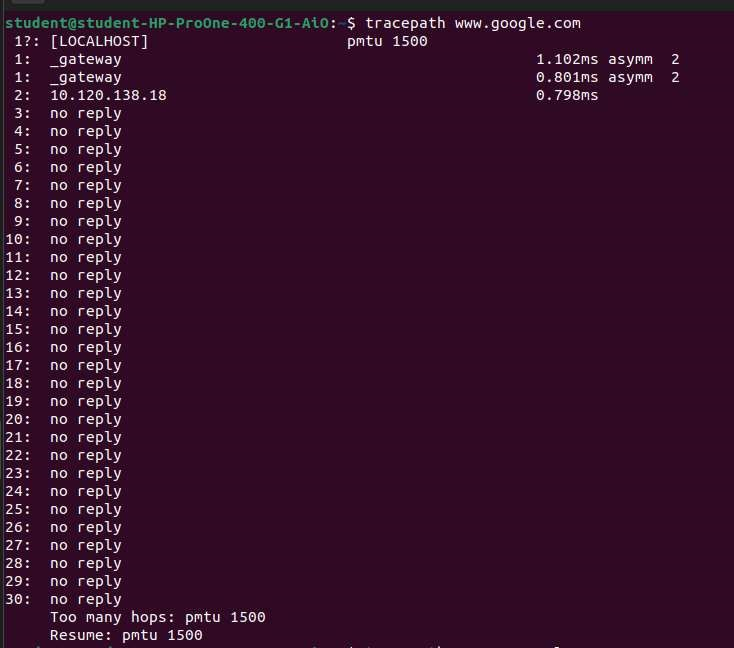 student@student-HP-ProOne-400-G1-AiO:~$ tracepath www.google.com
 1?: [LOCALHOST]                      pmtu 1500
 1:  _gateway                                              1.102ms asymm  2
 1:  _gateway                                              0.801ms asymm  2
 2:  10.120.138.18                                         0.798ms
 3:  no reply
 4:  no reply
 5:  no reply
 6:  no reply
 7:  no reply
 8:  no reply
 9:  no reply
10:  no reply
11:  no reply
12:  no reply
13:  no reply
14:  no reply
15:  no reply
16:  no reply
17:  no reply
18:  no reply
19:  no reply
20:  no reply
21:  no reply
22:  no reply
23:  no reply
24:  no reply
25:  no reply
26:  no reply
27:  no reply
28:  no reply
29:  no reply
30:  no reply
     Too many hops: pmtu 1500
     Resume: pmtu 1500